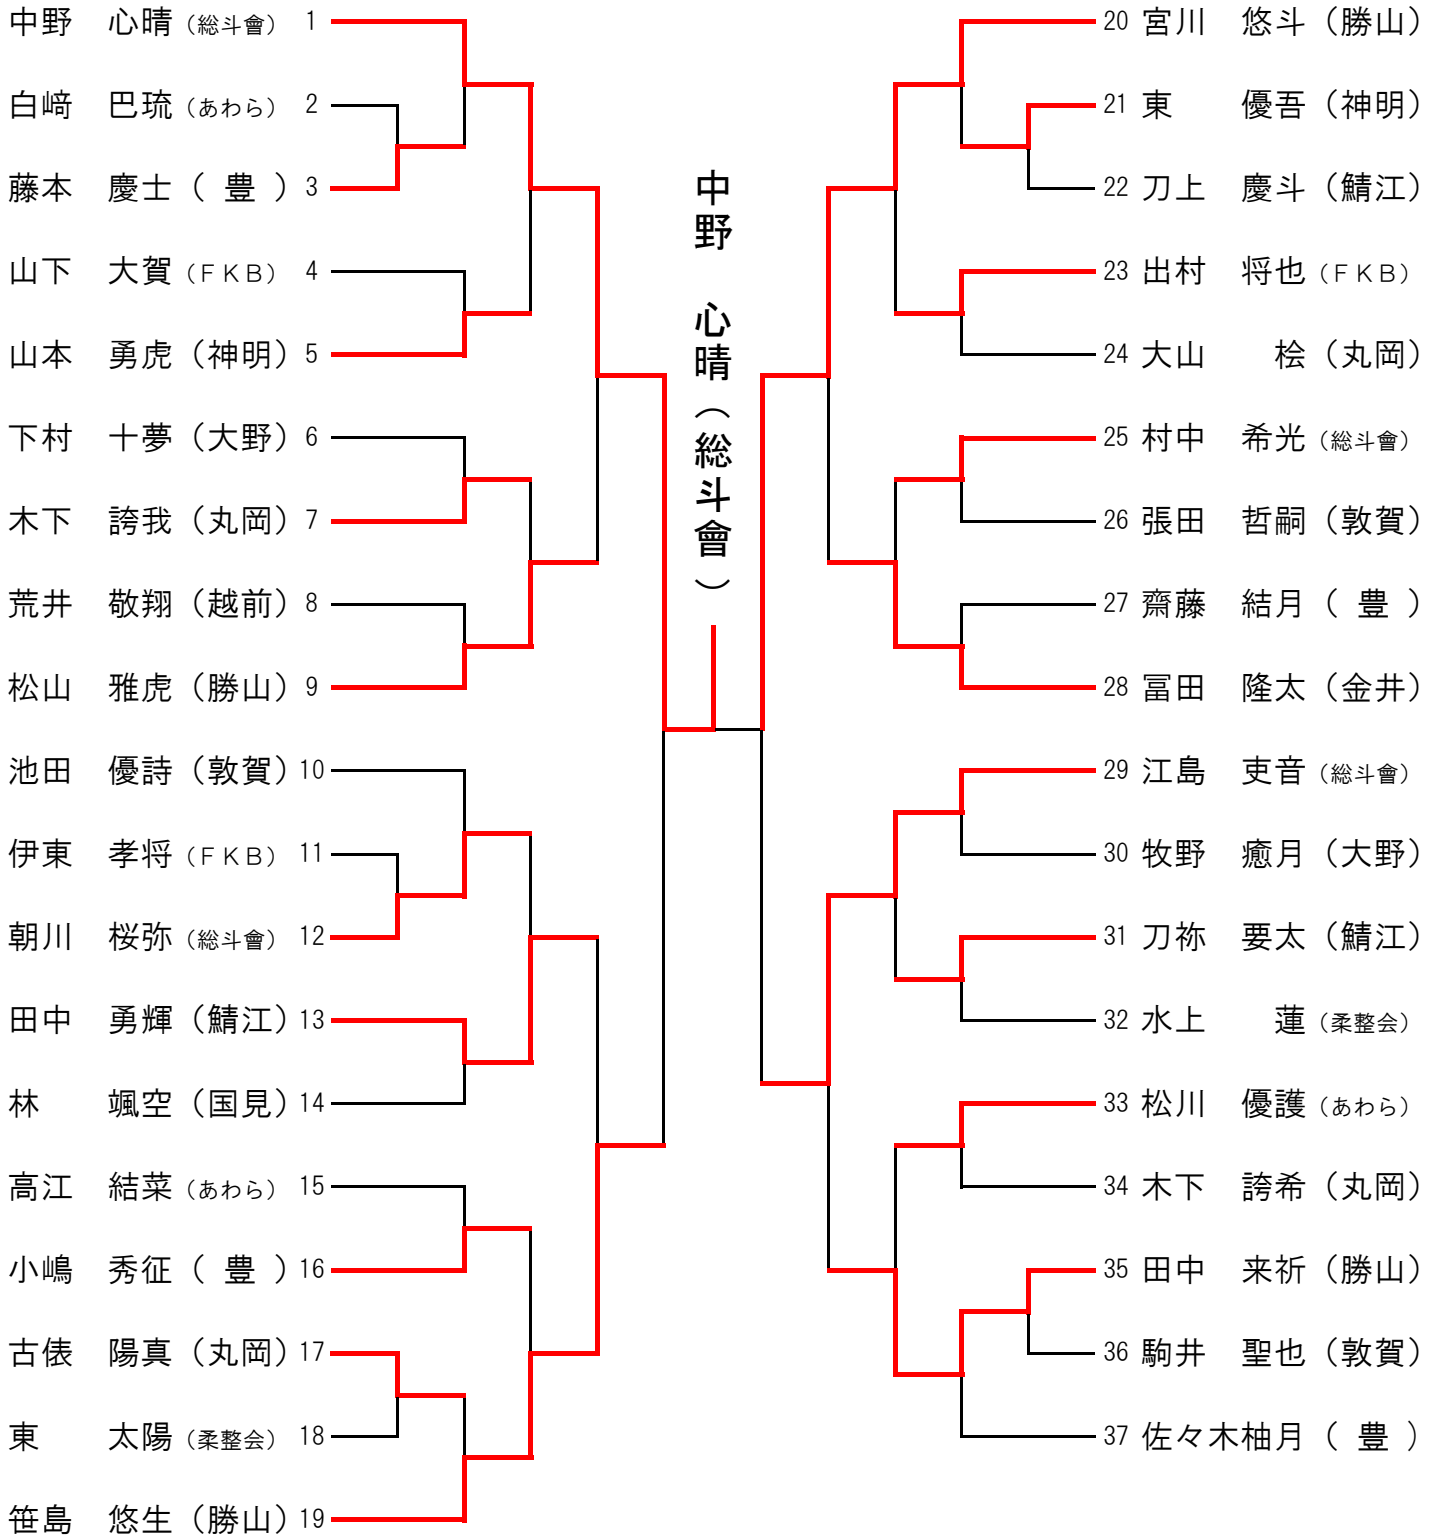 中野 心晴（総斗會） 1
白﨑 巴琉（あわら） 2
藤本 慶士（ 豊 ） 3
山下 大賀（ＦＫＢ） 4
山本 勇虎（神明） 5
下村 十夢（大野） 6
木下 誇我（丸岡） 7
荒井 敬翔（越前） 8
松山 雅虎（勝山） 9
池田 優詩（敦賀） 10
伊東 孝将（ＦＫＢ） 11
朝川 桜弥（総斗會） 12
田中 勇輝（鯖江） 13
林 颯空（国見） 14
高江 結菜（あわら） 15
小嶋 秀征（ 豊 ） 16
古俵 陽真（丸岡） 17
東 太陽（柔整会） 18
笹島 悠生（勝山） 19
中野 心晴（総斗會）
20 宮川 悠斗（勝山）
21 東 優吾（神明）
22 刀上 慶斗（鯖江）
23 出村 将也（ＦＫＢ）
24 大山 桧（丸岡）
25 村中 希光（総斗會）
26 張田 哲嗣（敦賀）
27 齋藤 結月（ 豊 ）
28 冨田 隆太（金井）
29 江島 吏音（総斗會）
30 牧野 癒月（大野）
31 刀祢 要太（鯖江）
32 水上 蓮（柔整会）
33 松川 優護（あわら）
34 木下 誇希（丸岡）
35 田中 来祈（勝山）
36 駒井 聖也（敦賀）
37 佐々木柚月（ 豊 ）